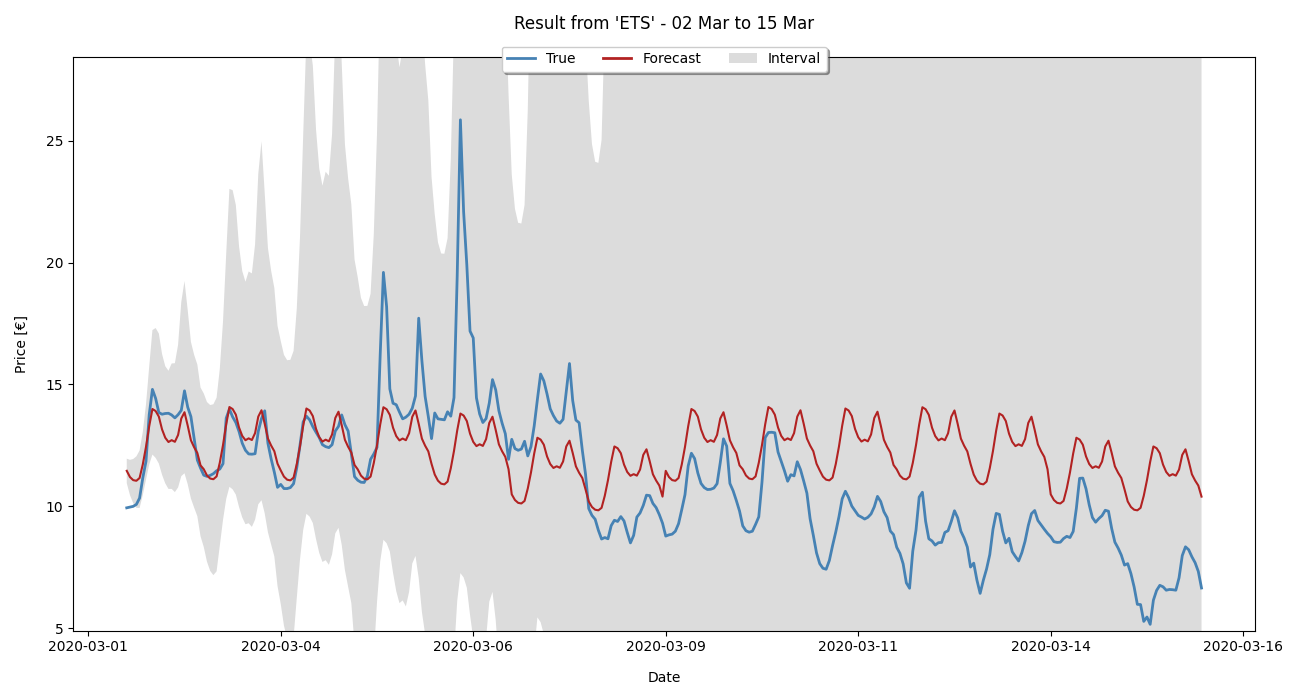 Result from 'ETS' - 02 Mar to 15 Mar
True Forecast Interval
Price [€]
25
20
15
10
5
2020-03-01 2020-03-04 2020-03-06 2020-03-09 2020-03-11 2020-03-14 2020-03-16
Date